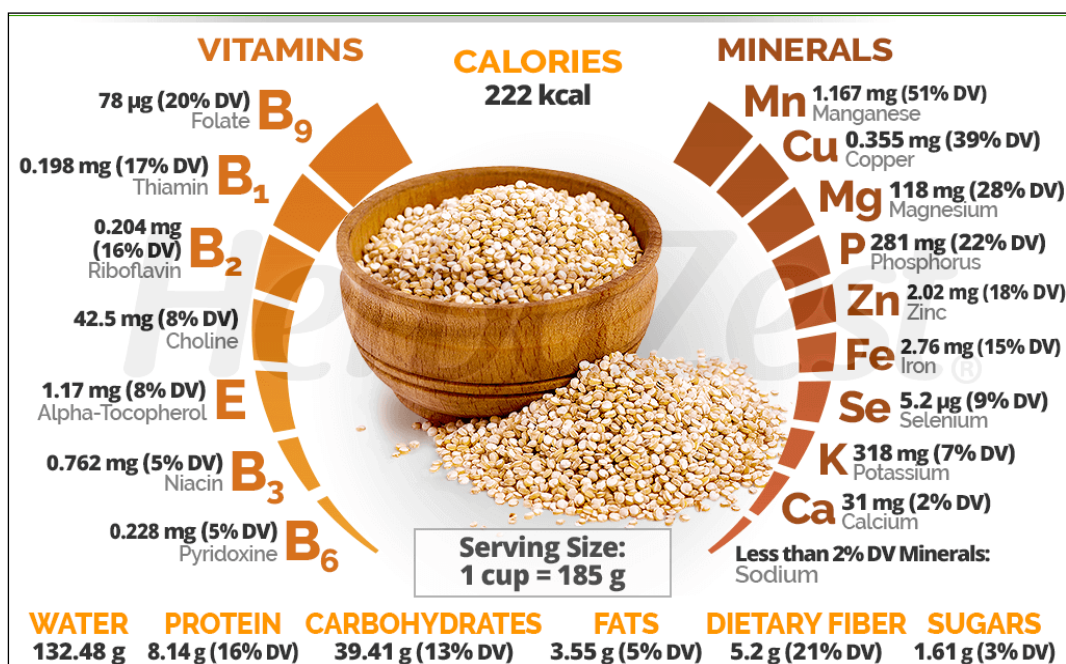 VITAMINS
CALORIES
222 kcal
MINERALS
78 µg (20% DV)
Folate
B9
0.198 mg (17% DV)
Thiamin
B1
0.204 mg
(16% DV)
Riboflavin
B2
42.5 mg (8% DV)
Choline
1.17 mg (8% DV)
Alpha-Tocopherol
E
0.762 mg (5% DV)
Niacin
B3
0.228 mg (5% DV)
Pyridoxine
B6
Mn 1.167 mg (51% DV)
Manganese
Cu 0.355 mg (39% DV)
Copper
Mg 118 mg (28% DV)
Magnesium
P 281 mg (22% DV)
Phosphorus
Zn 2.02 mg (18% DV)
Zinc
Fe 2.76 mg (15% DV)
Iron
Se 5.2 µg (9% DV)
Selenium
K 318 mg (7% DV)
Potassium
Ca 31 mg (2% DV)
Calcium
Less than 2% DV Minerals:
Sodium
HerbaZest®
Serving Size:
1 cup = 185 g
WATER PROTEIN CARBOHYDRATES FATS DIETARY FIBER SUGARS
132.48 g 8.14 g (16% DV) 39.41 g (13% DV) 3.55 g (5% DV) 5.2 g (21% DV) 1.61 g (3% DV)